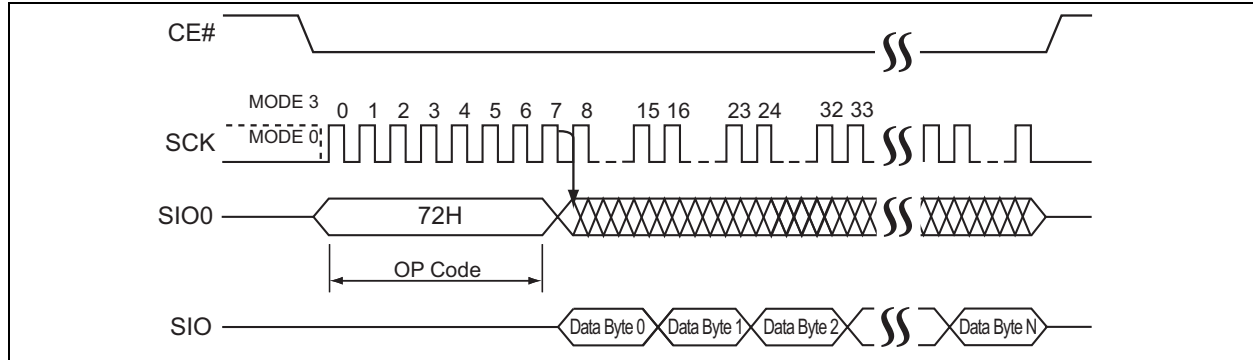 CE#
MODE 3
0 1 2 3 4 5 6 7 8 15 16 23 24 32 33
SCK
MODE 0
SIO0
72H
OP Code
SIO
Data Byte 0 Data Byte 1 Data Byte 2 Data Byte N